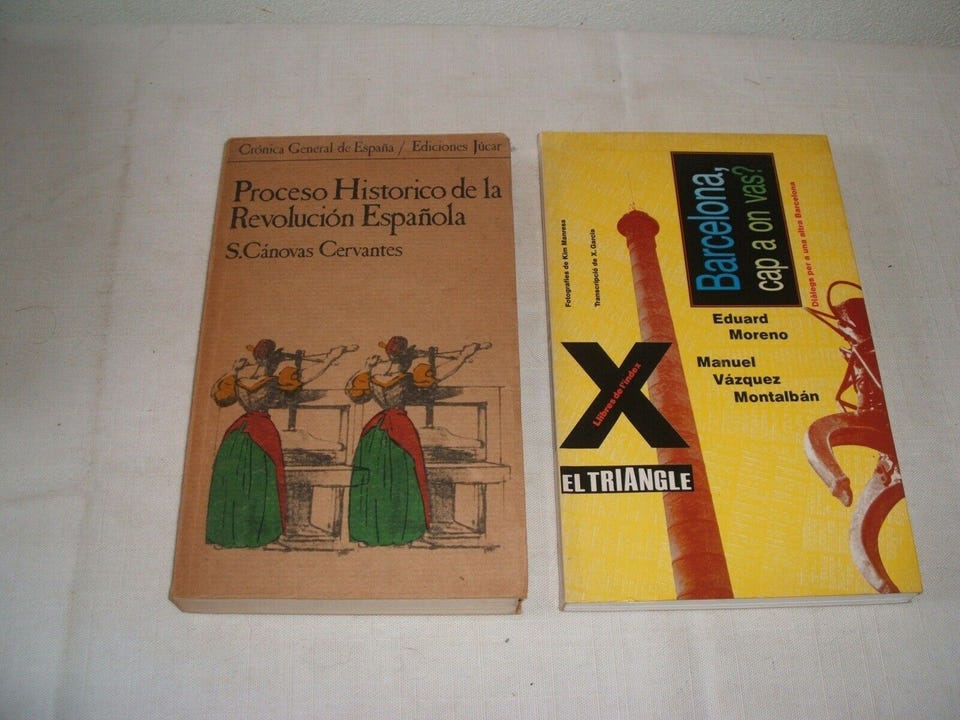 Crónica General de España / Ediciones Júcar
Proceso Historico de la
Revolución Española
S. Cánovas Cervantes
Barcelona,
cap a on vas?
Diàlegs per a una altra Barcelona
Fotografies de Kim Manresa
Transcripció de X. Garcia
Eduard
Moreno
Manuel
Vázquez
Montalbán
X
Llibres de l'índex
EL TRIANGLE